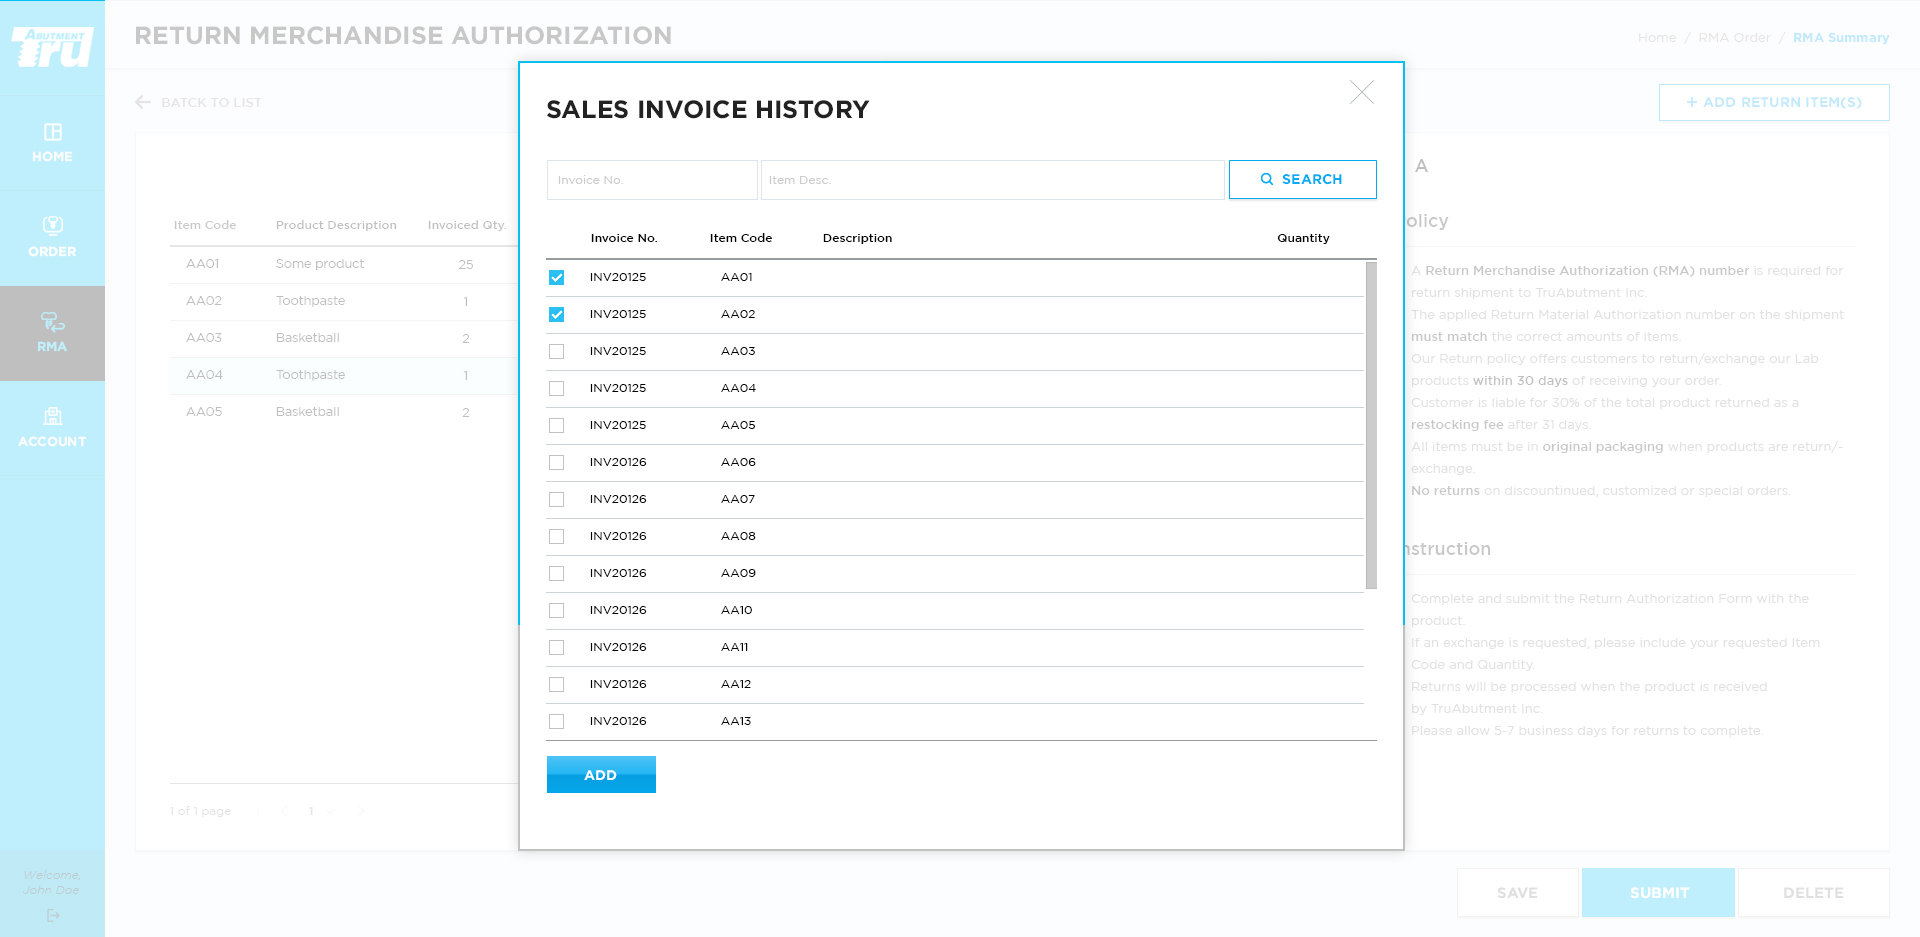 ABUTMENT
Tru
HOME
ORDER
RMA
ACCOUNT
Welcome,
John Doe
RETURN MERCHANDISE AUTHORIZATION
Home / RMA Order / RMA Summary
BATCK TO LIST
+ ADD RETURN ITEM(S)
Item Code Product Description Invoiced Qty.
AA01 Some product 25
AA02 Toothpaste 1
AA03 Basketball 2
AA04 Toothpaste 1
AA05 Basketball 2
1 of 1 page 1
SALES INVOICE HISTORY
Invoice No. Item Desc. SEARCH
Invoice No. Item Code Description Quantity
INV20125 AA01
INV20125 AA02
INV20125 AA03
INV20125 AA04
INV20125 AA05
INV20126 AA06
INV20126 AA07
INV20126 AA08
INV20126 AA09
INV20126 AA10
INV20126 AA11
INV20126 AA12
INV20126 AA13
ADD
A
olicy
A Return Merchandise Authorization (RMA) number is required for
return shipment to TruAbutment Inc.
The applied Return Material Authorization number on the shipment
must match the correct amounts of items.
Our Return policy offers customers to return/exchange our Lab
products within 30 days of receiving your order.
Customer is liable for 30% of the total product returned as a
restocking fee after 31 days.
All items must be in original packaging when products are return/-
exchange.
No returns on discountinued, customized or special orders.
nstruction
Complete and submit the Return Authorization Form with the
product.
If an exchange is requested, please include your requested Item
Code and Quantity.
Returns will be processed when the product is received
by TruAbutment Inc.
Please allow 5-7 business days for returns to complete.
SAVE SUBMIT DELETE